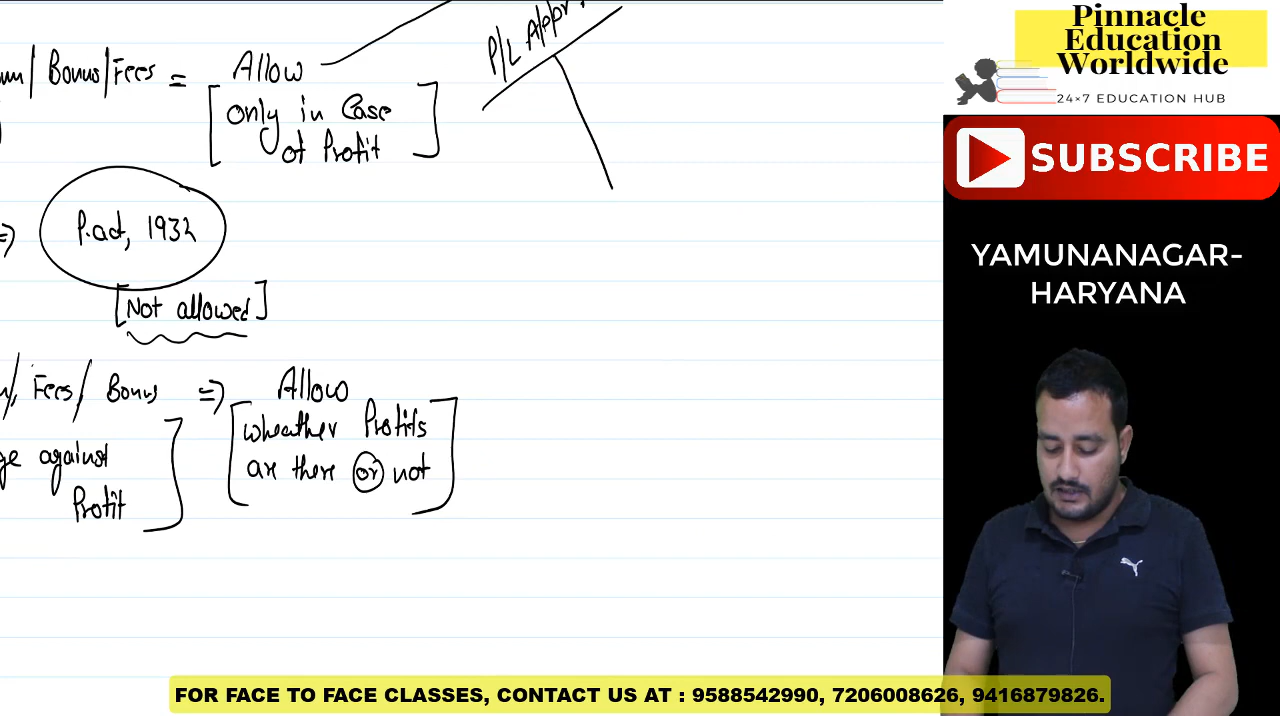 Bonus/Fees = Allow
[only in Case
of Profit]
P/L Appr.
⇒ P.act, 1932
[Not allowed]
Fees/ Bonus ⇒ Allow
against
Profit
[wheather Profits
are there or not]
Pinnacle
Education
Worldwide
24×7 EDUCATION HUB
SUBSCRIBE
YAMUNANAGAR-
HARYANA
FOR FACE TO FACE CLASSES, CONTACT US AT : 9588542990, 7206008626, 9416879826.